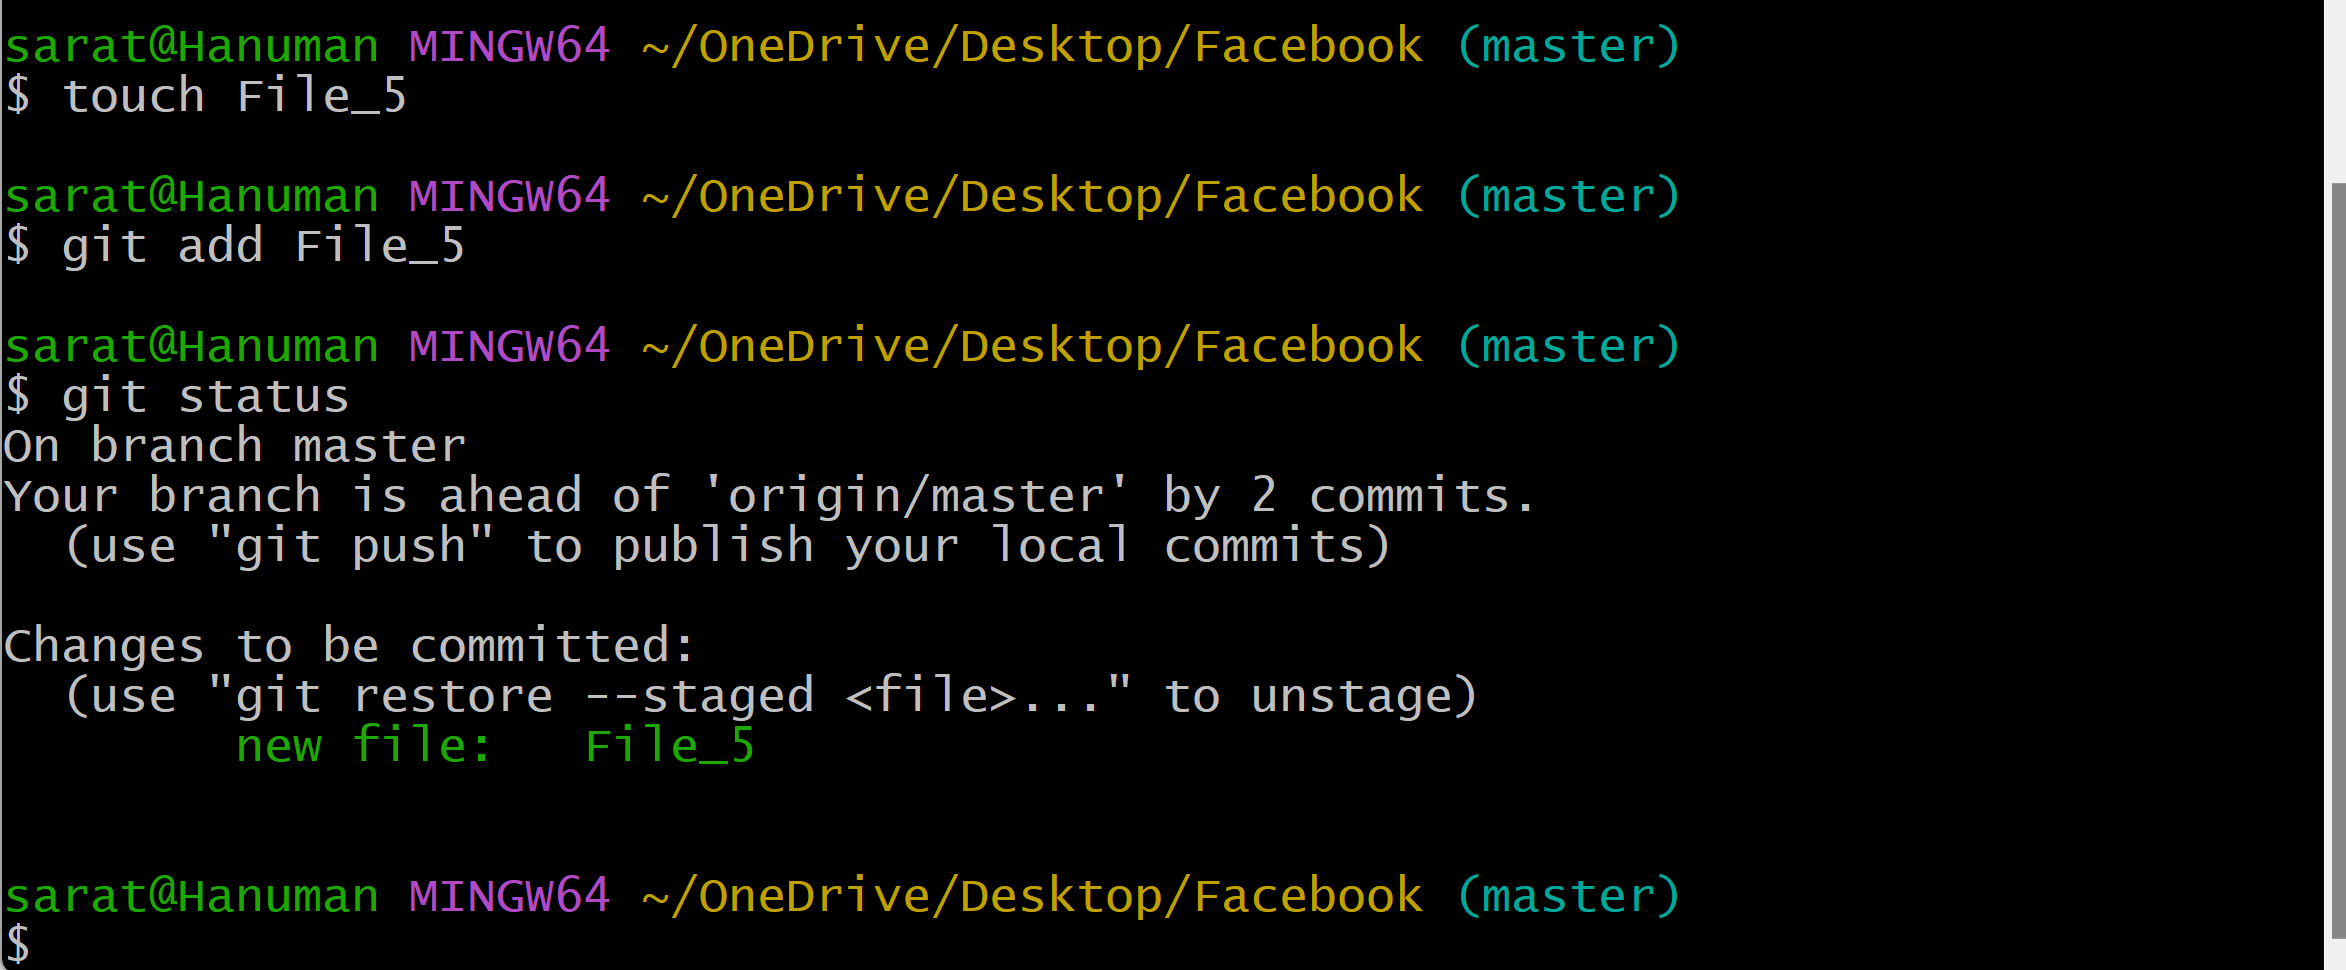 sarat@Hanuman MINGW64 ~/OneDrive/Desktop/Facebook (master)
$ touch File_5
sarat@Hanuman MINGW64 ~/OneDrive/Desktop/Facebook (master)
$ git add File_5
sarat@Hanuman MINGW64 ~/OneDrive/Desktop/Facebook (master)
$ git status
On branch master
Your branch is ahead of 'origin/master' by 2 commits.
  (use "git push" to publish your local commits)
Changes to be committed:
  (use "git restore --staged <file>..." to unstage)
        new file:   File_5
sarat@Hanuman MINGW64 ~/OneDrive/Desktop/Facebook (master)
$